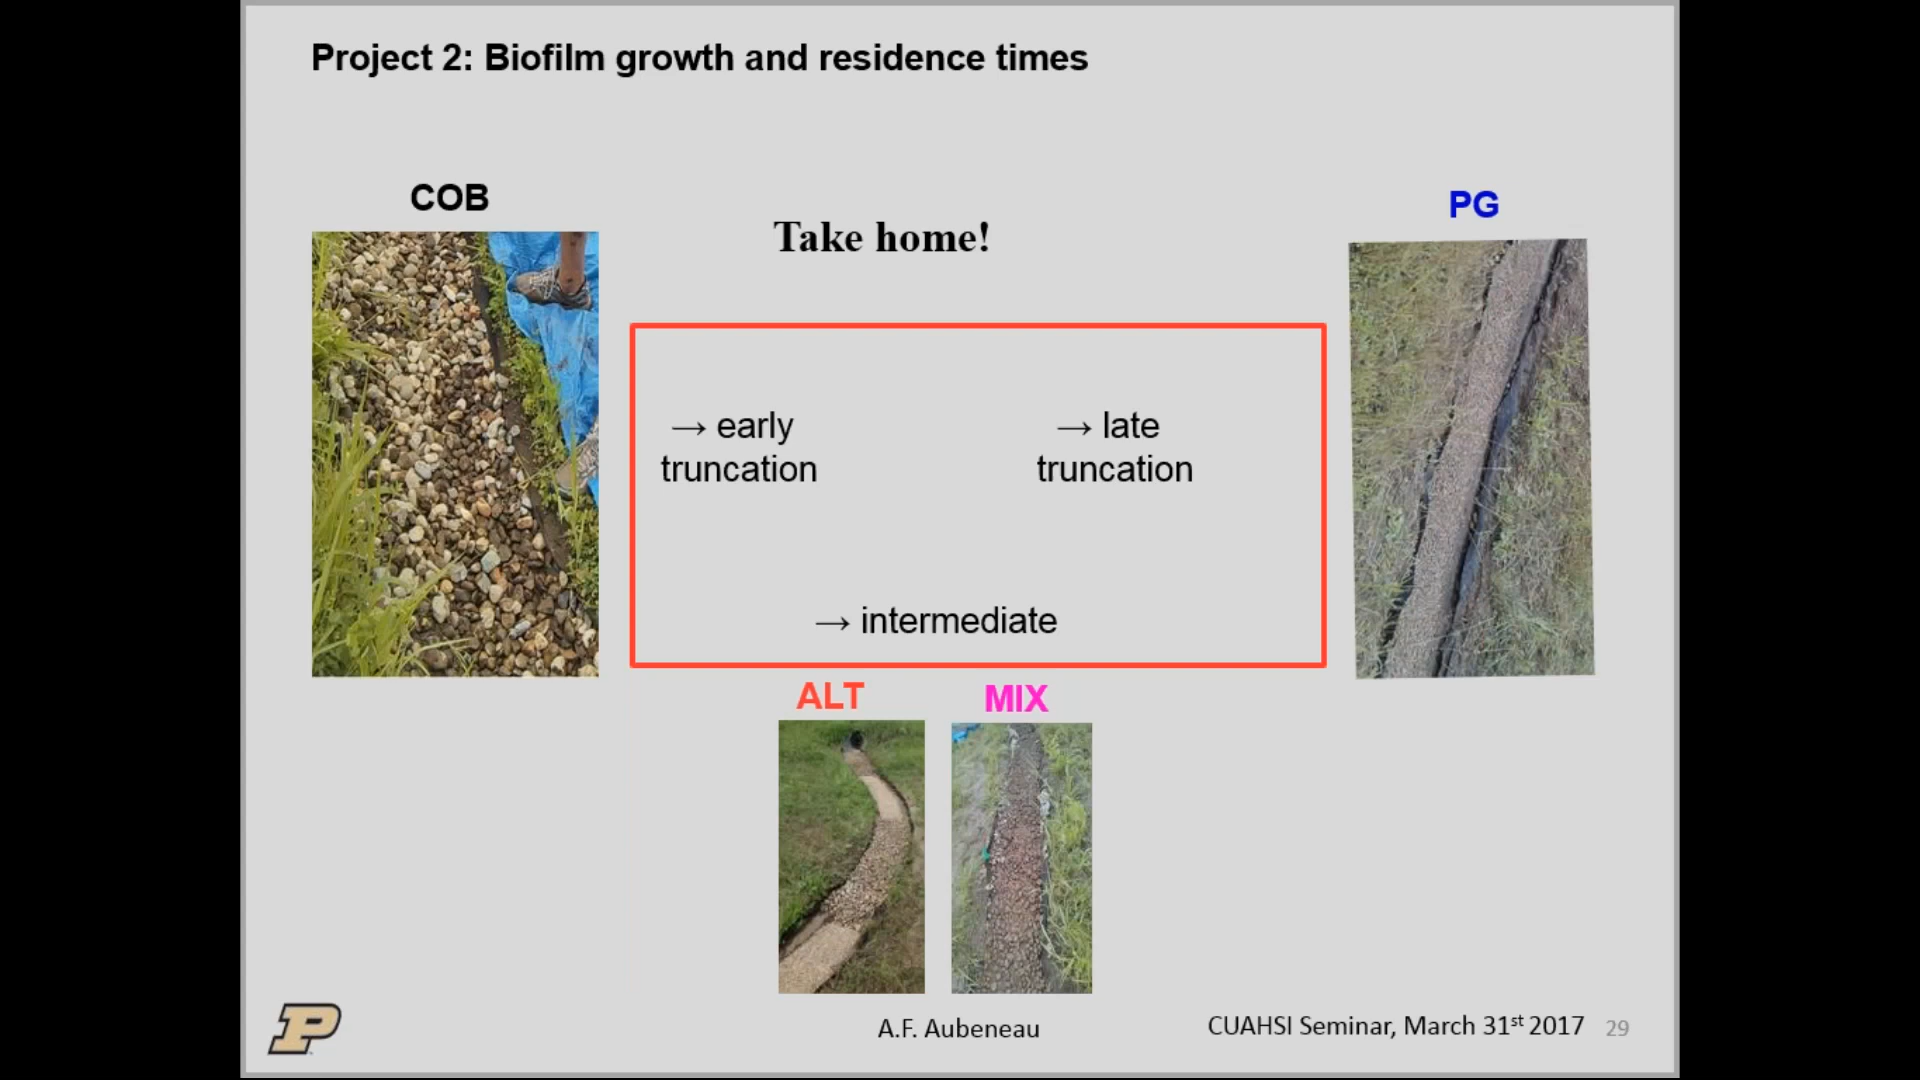 Project 2: Biofilm growth and residence times
COB
Take home!
PG
→ early
truncation
→ late
truncation
→ intermediate
ALT
MIX
P
A.F. Aubeneau
CUAHSI Seminar, March 31st 2017
29